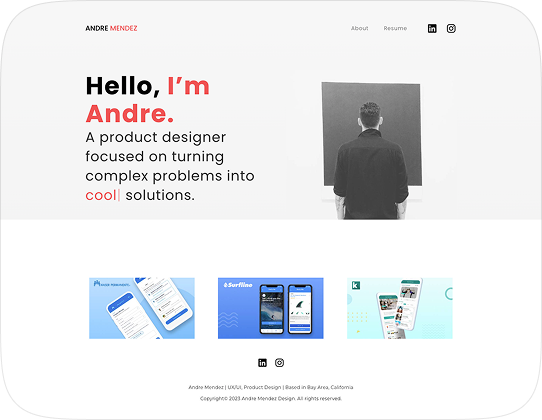 ANDRE MENDEZ
About Resume
Hello, I'm
Andre.
A product designer
focused on turning
complex problems into
cool| solutions.
Surfline
k
Andre Mendez | UX/UI, Product Design | Based in Bay Area, California
Copyright© 2023 Andre Mendez Design. All rights reserved.